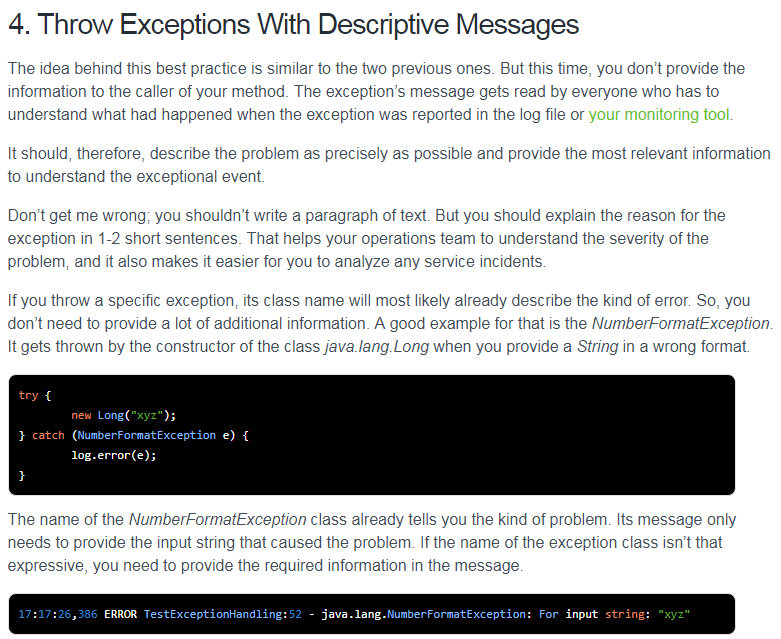 4. Throw Exceptions With Descriptive Messages
The idea behind this best practice is similar to the two previous ones. But this time, you don’t provide the
information to the caller of your method. The exception’s message gets read by everyone who has to
understand what had happened when the exception was reported in the log file or your monitoring tool.
It should, therefore, describe the problem as precisely as possible and provide the most relevant information
to understand the exceptional event.
Don’t get me wrong; you shouldn’t write a paragraph of text. But you should explain the reason for the
exception in 1-2 short sentences. That helps your operations team to understand the severity of the
problem, and it also makes it easier for you to analyze any service incidents.
If you throw a specific exception, its class name will most likely already describe the kind of error. So, you
don’t need to provide a lot of additional information. A good example for that is the NumberFormatException.
It gets thrown by the constructor of the class java.lang.Long when you provide a String in a wrong format.
try {
new Long("xyz");
} catch (NumberFormatException e) {
log.error(e);
}
The name of the NumberFormatException class already tells you the kind of problem. Its message only
needs to provide the input string that caused the problem. If the name of the exception class isn’t that
expressive, you need to provide the required information in the message.
17:17:26,386 ERROR TestExceptionHandling:52 - java.lang.NumberFormatException: For input string: "xyz"